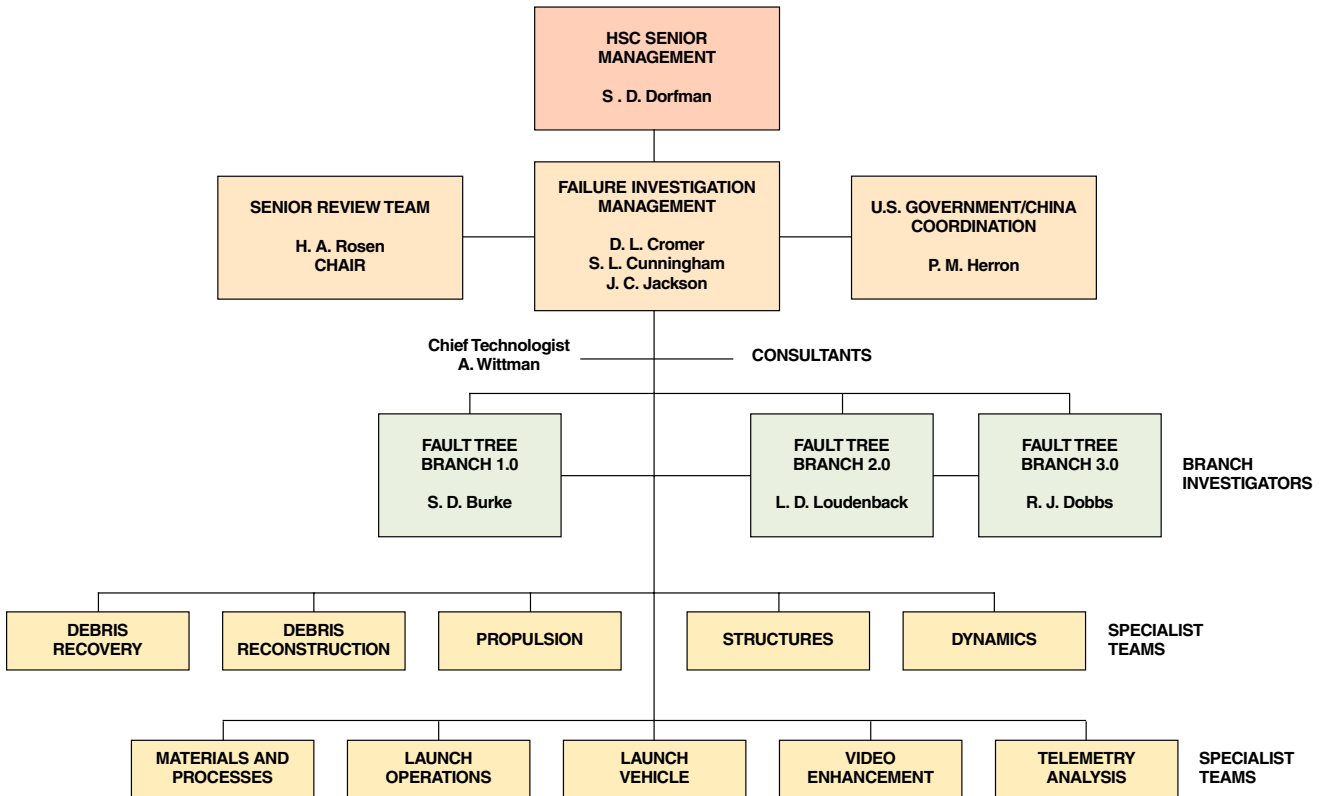 HSC SENIOR
MANAGEMENT
S . D. Dorfman
SENIOR REVIEW TEAM
H. A. Rosen
CHAIR
FAILURE INVESTIGATION
MANAGEMENT
D. L. Cromer
S. L. Cunningham
J. C. Jackson
U.S. GOVERNMENT/CHINA
COORDINATION
P. M. Herron
Chief Technologist
A. Wittman
CONSULTANTS
FAULT TREE
BRANCH 1.0
S. D. Burke
FAULT TREE
BRANCH 2.0
L. D. Loudenback
FAULT TREE
BRANCH 3.0
R. J. Dobbs
BRANCH
INVESTIGATORS
DEBRIS
RECOVERY
DEBRIS
RECONSTRUCTION
PROPULSION
STRUCTURES
DYNAMICS
SPECIALIST
TEAMS
MATERIALS AND
PROCESSES
LAUNCH
OPERATIONS
LAUNCH
VEHICLE
VIDEO
ENHANCEMENT
TELEMETRY
ANALYSIS
SPECIALIST
TEAMS